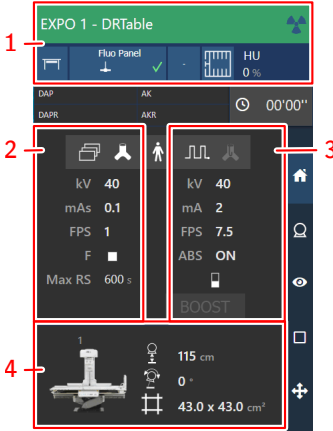 EXPO 1 - DRTable
1
Fluo Panel
-
HU
0 %
DAP
AK
DAPR
AKR
00'00''
2
3
kV 40
mAs 0.1
FPS 1
F
Max RS 600 s
kV 40
mA 2
FPS 7.5
ABS ON
BOOST
4
1
115 cm
0 °
43.0 x 43.0 cm²